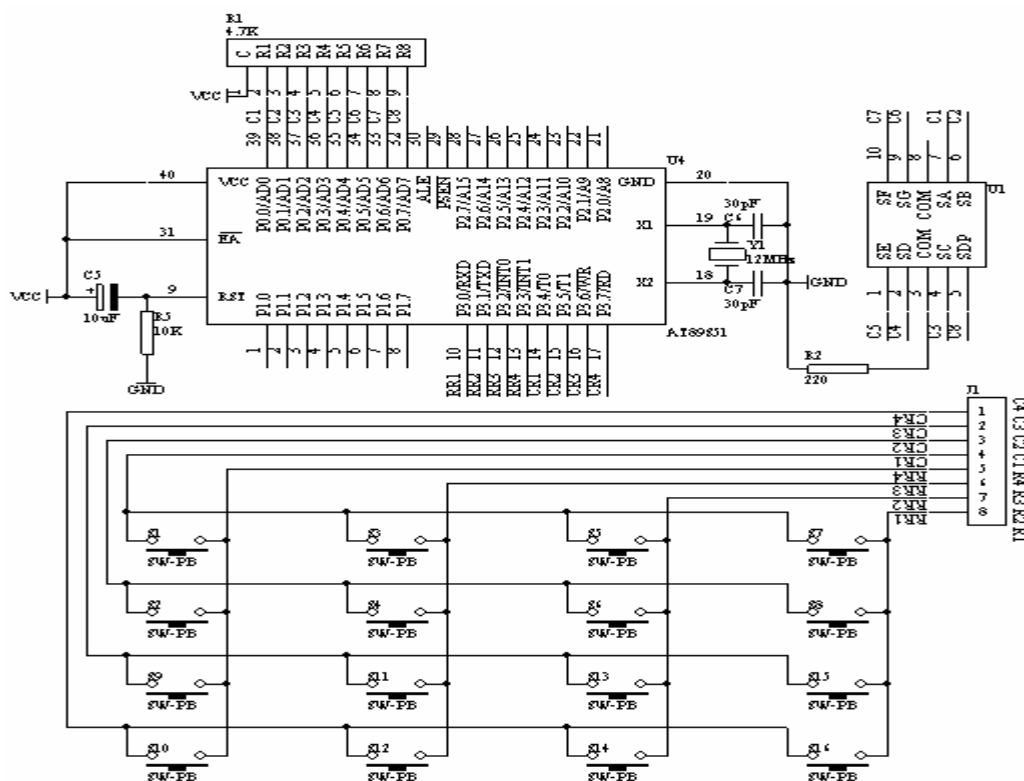 R1
4.7K
C R1 R2 R3 R4 R5 R6 R7 R8
VCC
1 2 3 4 5 6 7 8 9
C1 C2 C3 C4 C5 C6 C7 C8
39 38 37 36 35 34 33 32 30 29 28 27 26 25 24 23 22 21
U4
40
VCC
P0.0/AD0
P0.1/AD1
P0.2/AD2
P0.3/AD3
P0.4/AD4
P0.5/AD5
P0.6/AD6
P0.7/AD7
ALE
PSEN
P2.7/A15
P2.6/A14
P2.5/A13
P2.4/A12
P2.3/A11
P2.2/A10
P2.1/A9
P2.0/A8
GND
20
31
EA
X1
19
30pF
C6
Y1
12MHz
X2
18
C7
30pF
GND
VCC
C5
+
10uF
9
RST
R5
10K
GND
P1.0
P1.1
P1.2
P1.3
P1.4
P1.5
P1.6
P1.7
P3.0/RXD
P3.1/TXD
P3.2/INT0
P3.3/INT1
P3.4/T0
P3.5/T1
P3.6/WR
P3.7/RD
AT89S51
1 2 3 4 5 6 7 8
10 11 12 13 14 15 16 17
RR1 RR2 RR3 RR4 CR1 CR2 CR3 CR4
C7 C6 C1 C2
10 9 8 7 6
SF SG COM SA SB
U1
SE SD COM SC SDP
1 2 3 4 5
C5 C4 C3 C8
R2
220
J1
1 C4
CR4
2 C3
CR3
3 C2
CR2
4 C1
CR1
5 R4
RR4
6 R3
RR3
7 R2
RR2
8 R1
RR1
S1 S3 S5 S7
SW-PB SW-PB SW-PB SW-PB
S2 S4 S6 S8
SW-PB SW-PB SW-PB SW-PB
S9 S11 S13 S15
SW-PB SW-PB SW-PB SW-PB
S10 S12 S14 S16
SW-PB SW-PB SW-PB SW-PB